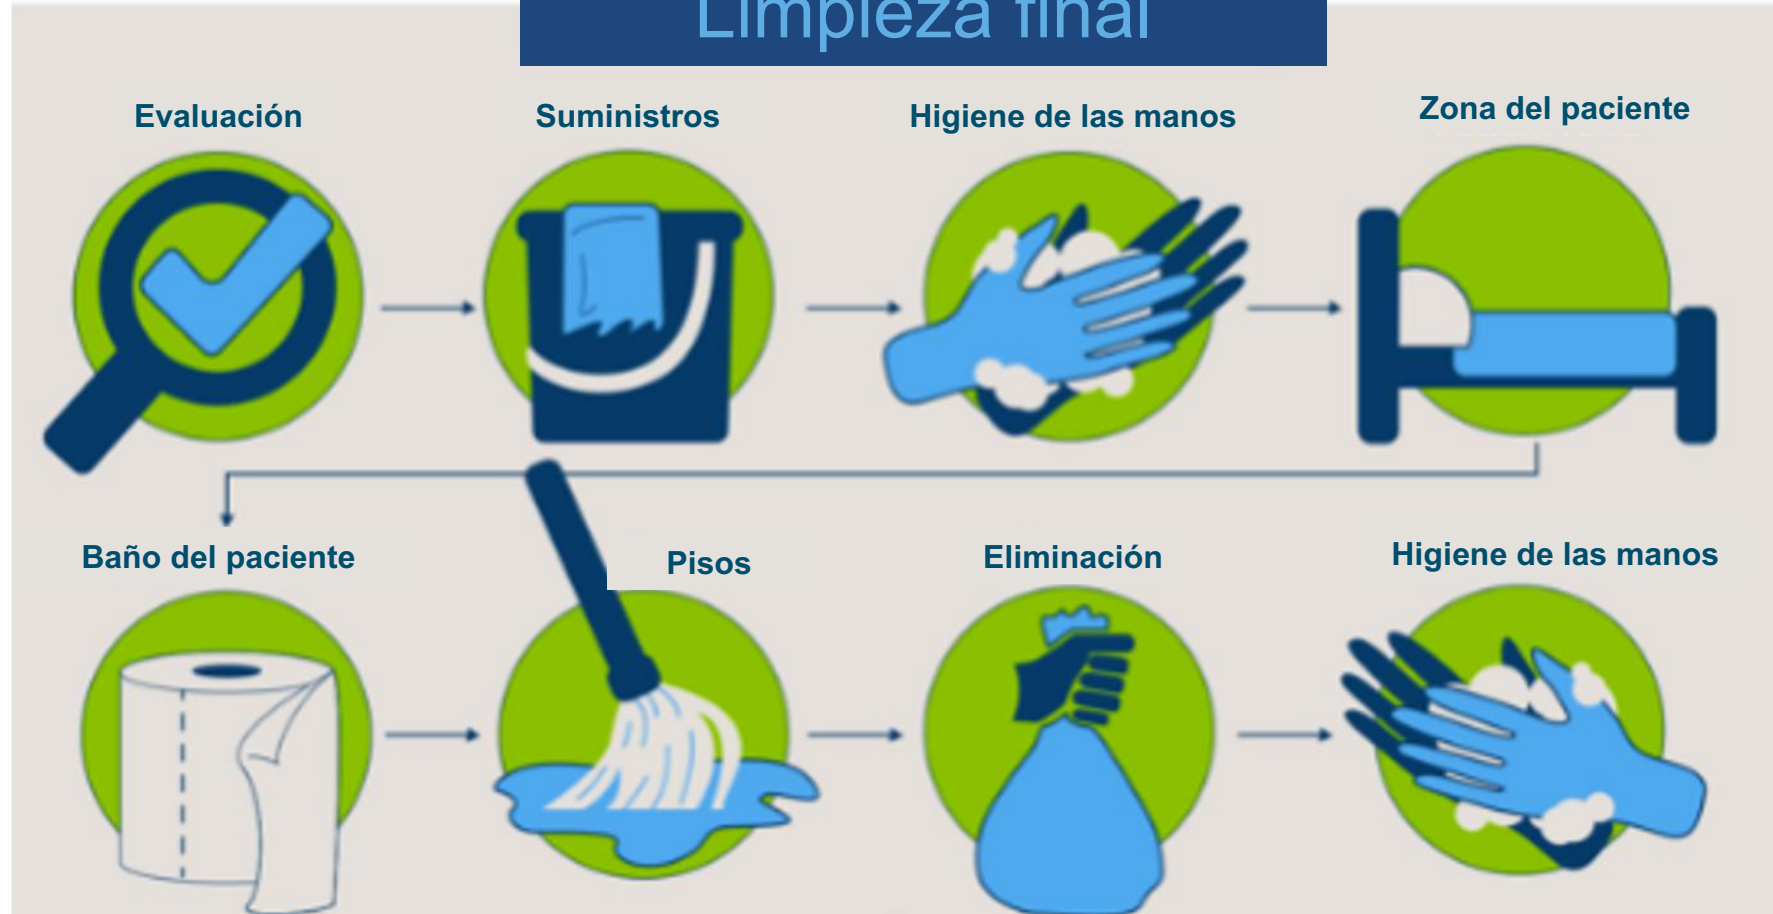 Limpieza final
Evaluación
Suministros
Higiene de las manos
Zona del paciente
Baño del paciente
Pisos
Eliminación
Higiene de las manos